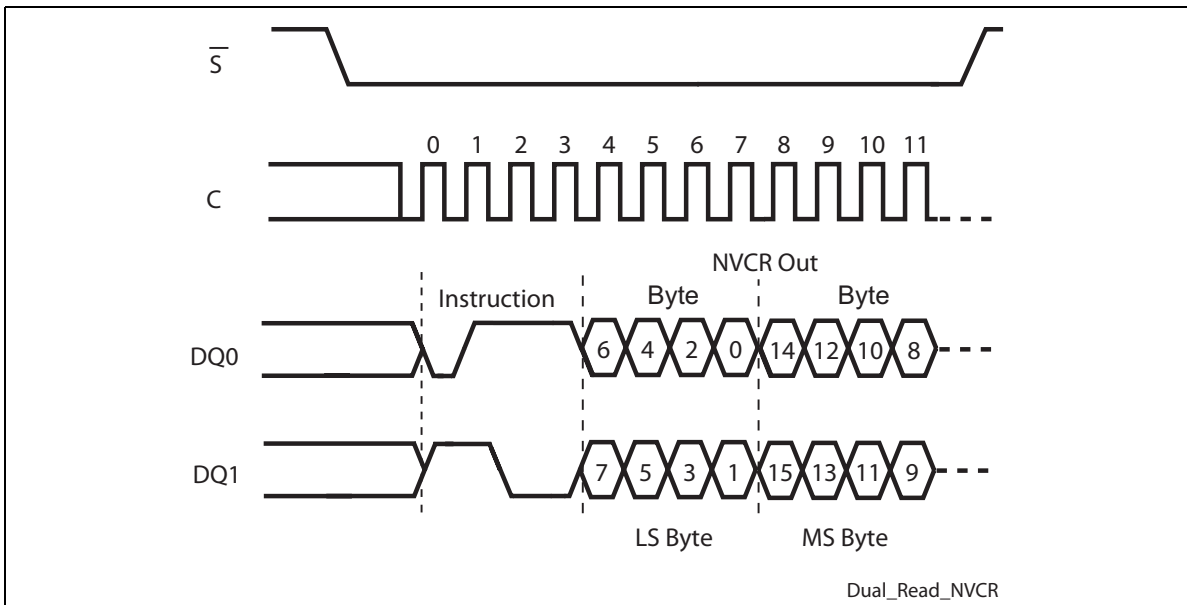 S
0 1 2 3 4 5 6 7 8 9 10 11
C
NVCR Out
Instruction Byte Byte
DQ0 6 4 2 0 14 12 10 8
DQ1 7 5 3 1 15 13 11 9
LS Byte MS Byte
Dual_Read_NVCR